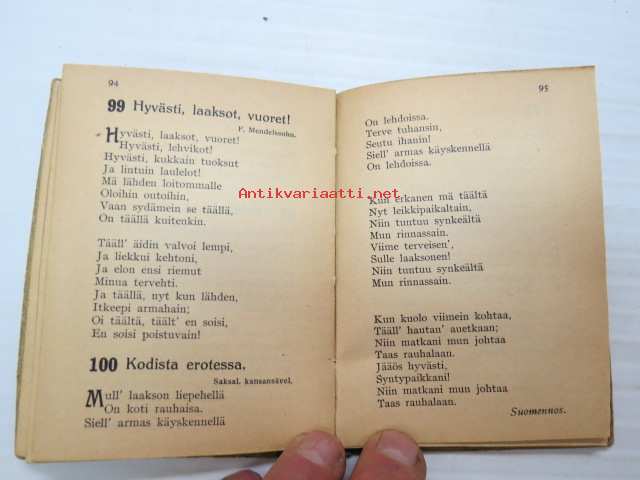 94
99 Hyvästi, laaksot, vuoret!
F. Mendelssohn.
Hyvästi, laaksot, vuoret!
Hyvästi, lehvikot!
Hyvästi, kukkain tuoksut
Ja lintuin laulelot!
Mä lähden loitommalle
Oloihin outoihin,
Vaan sydämein se täällä,
On täällä kuitenkin.
Tääll' äidin valvoi lempi,
Ja liekkui kehtoni,
Ja elon ensi riemut
Minua tervehti.
Ja täällä, nyt kun lähden,
Itkeepi armahain;
Oi täältä, täält' en soisi,
En soisi poistuvain!
100 Kodista erotessa.
Saksal. kansansävel.
Mull' laakson liepehellä
On koti rauhaisa.
Siell' armas käyskennellä
95
On lehdoissa.
Terve tuhansin,
Seutu ihanin!
Siell' armas käyskennellä
On lehdoissa.
Kun erkanen mä täältä
Nyt leikkipaikaltain,
Niin tuntuu synkeältä
Mun rinnassain.
Viime terveisen',
Sulle laaksonen!
Niin tuntuu synkeältä
Mun rinnassain.
Kun kuolo viimein kohtaa,
Tääll' hautan' auetkaan;
Niin matkani mun johtaa
Taas rauhalaan.
Jääös hyvästi,
Syntypaikkani!
Niin matkani mun johtaa
Taas rauhalaan.
Suomennos.
Antikvariaatti.net